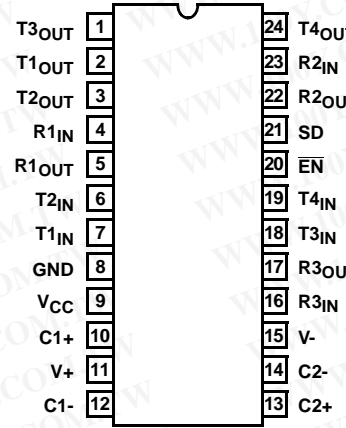 T3OUT 1 24 T4OUT
T1OUT 2 23 R2IN
T2OUT 3 22 R2OU
R1IN 4 21 SD
R1OUT 5 20 EN
T2IN 6 19 T4IN
T1IN 7 18 T3IN
GND 8 17 R3OU
VCC 9 16 R3IN
C1+ 10 15 V-
V+ 11 14 C2-
C1- 12 13 C2+